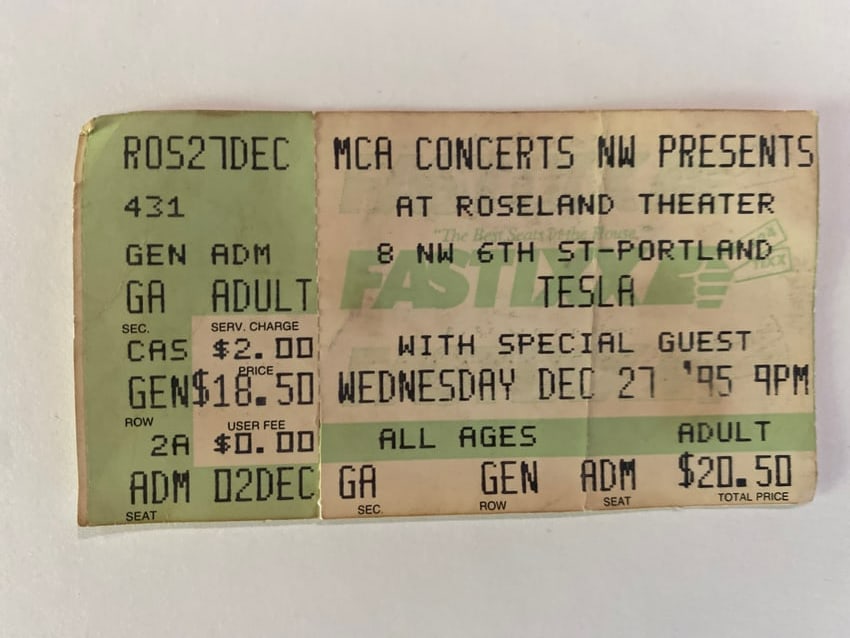 ROS27DEC
431
GEN ADM
GA ADULT
SEC. SERV. CHARGE
CAS $2.00
PRICE
GEN $18.50
ROW USER FEE
2A $0.00
ADM 02DEC
SEAT
MCA CONCERTS NW PRESENTS
AT ROSELAND THEATER
"The Best Seats In the House."
8 NW 6TH ST-PORTLAND
FASTIXX
TESLA
WITH SPECIAL GUEST
WEDNESDAY DEC 27 '95 9PM
ALL AGES ADULT
GA GEN ADM $20.50
SEC. ROW SEAT TOTAL PRICE